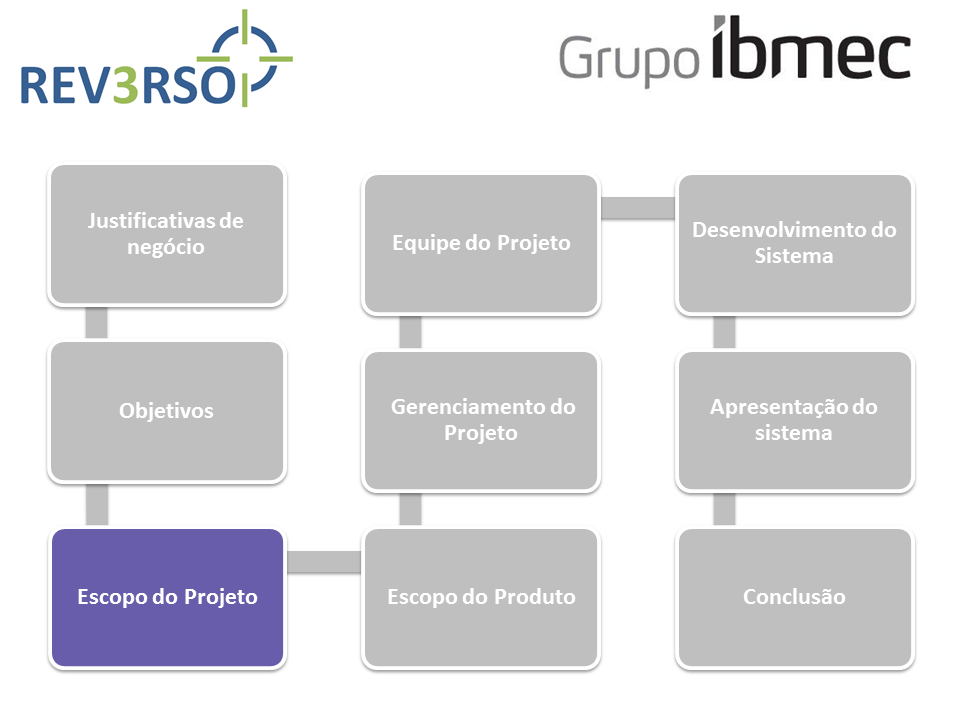 REV3RSO
Grupo ibmec
Justificativas de
negócio
Objetivos
Escopo do Projeto
Escopo do Produto
Gerenciamento do
Projeto
Equipe do Projeto
Desenvolvimento do
Sistema
Apresentação do
sistema
Conclusão